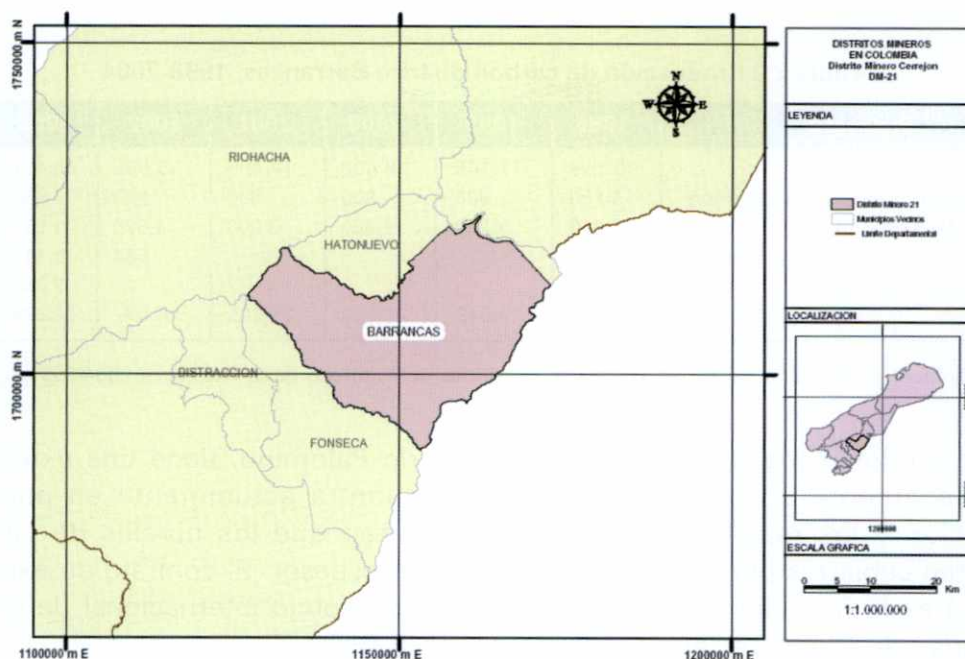 1750000 m N
1700000 m N
RIOHACHA
HATONUEVO
BARRANCAS
DISTRACCION
FONSECA
N
W E
S
1100000 m E
1150000 m E
1200000 m E
DISTRITOS MINEROS
EN COLOMBIA
Distrito Minero Cerrejon
DM-21
LEYENDA
Distrito Minero 21
Municipios Vecinos
Limite Departamental
LOCALIZACION
1200000
ESCALA GRAFICA
0 5 10 20
Km
1:1.000.000